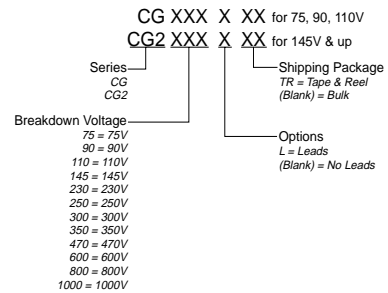 CG XXX X XX for 75, 90, 110V
CG2 XXX X XX for 145V & up
Series
CG
CG2
Shipping Package
TR = Tape & Reel
(Blank) = Bulk
Breakdown Voltage
75 = 75V
90 = 90V
110 = 110V
145 = 145V
230 = 230V
250 = 250V
300 = 300V
350 = 350V
470 = 470V
600 = 600V
800 = 800V
1000 = 1000V
Options
L = Leads
(Blank) = No Leads